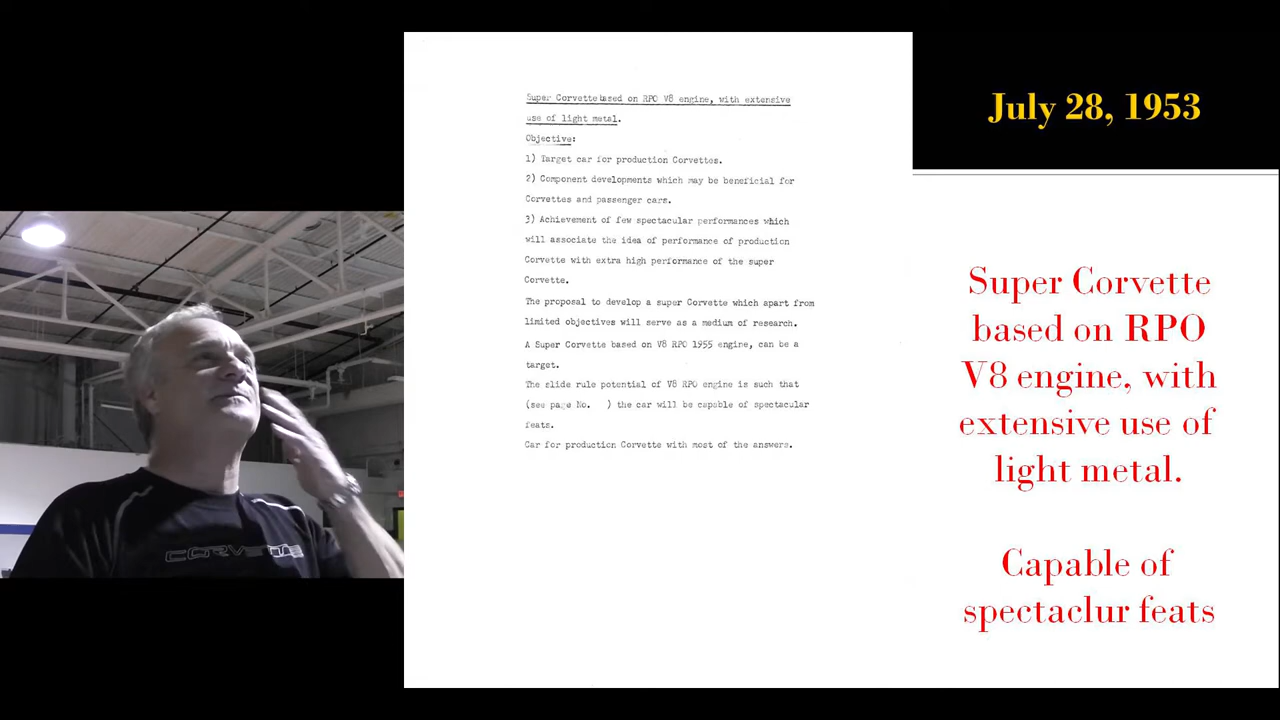 Super Corvette based on RPO V8 engine, with extensive
use of light metal.
Objective:
1) Target car for production Corvettes.
2) Component developments which may be beneficial for
Corvettes and passenger cars.
3) Achievement of few spectacular performances which
will associate the idea of performance of production
Corvette with extra high performance of the super
Corvette.
The proposal to develop a super Corvette which apart from
limited objectives will serve as a medium of research.
A Super Corvette based on V8 RPO 1955 engine, can be a
target.
The slide rule potential of V8 RPO engine is such that
(see page No.   ) the car will be capable of spectacular
feats.
Car for production Corvette with most of the answers.
July 28, 1953
Super Corvette
based on RPO
V8 engine, with
extensive use of
light metal.
Capable of
spectaclur feats
CORVETTE